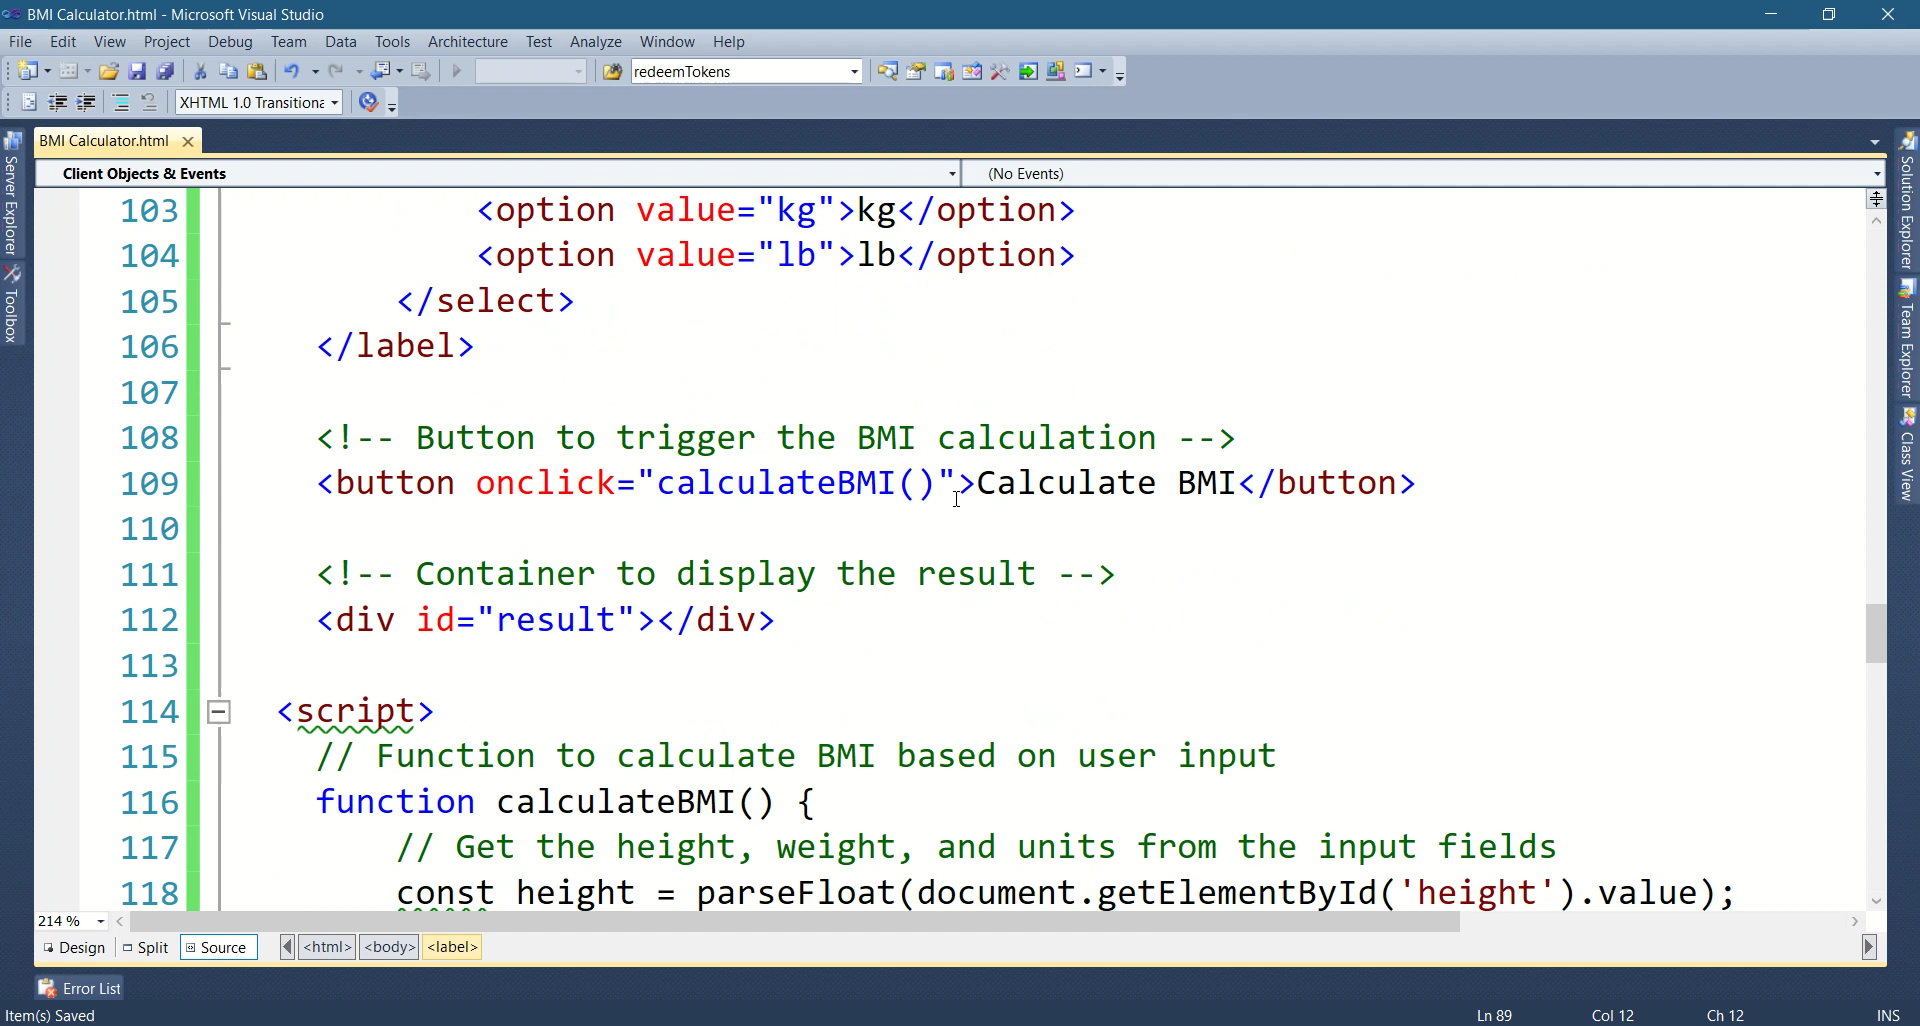 BMI Calculator.html - Microsoft Visual Studio
File Edit View Project Debug Team Data Tools Architecture Test Analyze Window Help
redeemTokens
XHTML 1.0 Transitiona
BMI Calculator.html
Server Explorer
Toolbox
Solution Explorer
Team Explorer
Class View
Client Objects & Events
(No Events)
103 <option value="kg">kg</option>
104 <option value="lb">lb</option>
105 </select>
106 </label>
107
108 <!-- Button to trigger the BMI calculation -->
109 <button onclick="calculateBMI()">Calculate BMI</button>
110
111 <!-- Container to display the result -->
112 <div id="result"></div>
113
114 <script>
115 // Function to calculate BMI based on user input
116 function calculateBMI() {
117 // Get the height, weight, and units from the input fields
118 const height = parseFloat(document.getElementById('height').value);
214 %
Design Split Source <html> <body> <label>
Error List
Item(s) Saved Ln 89 Col 12 Ch 12 INS